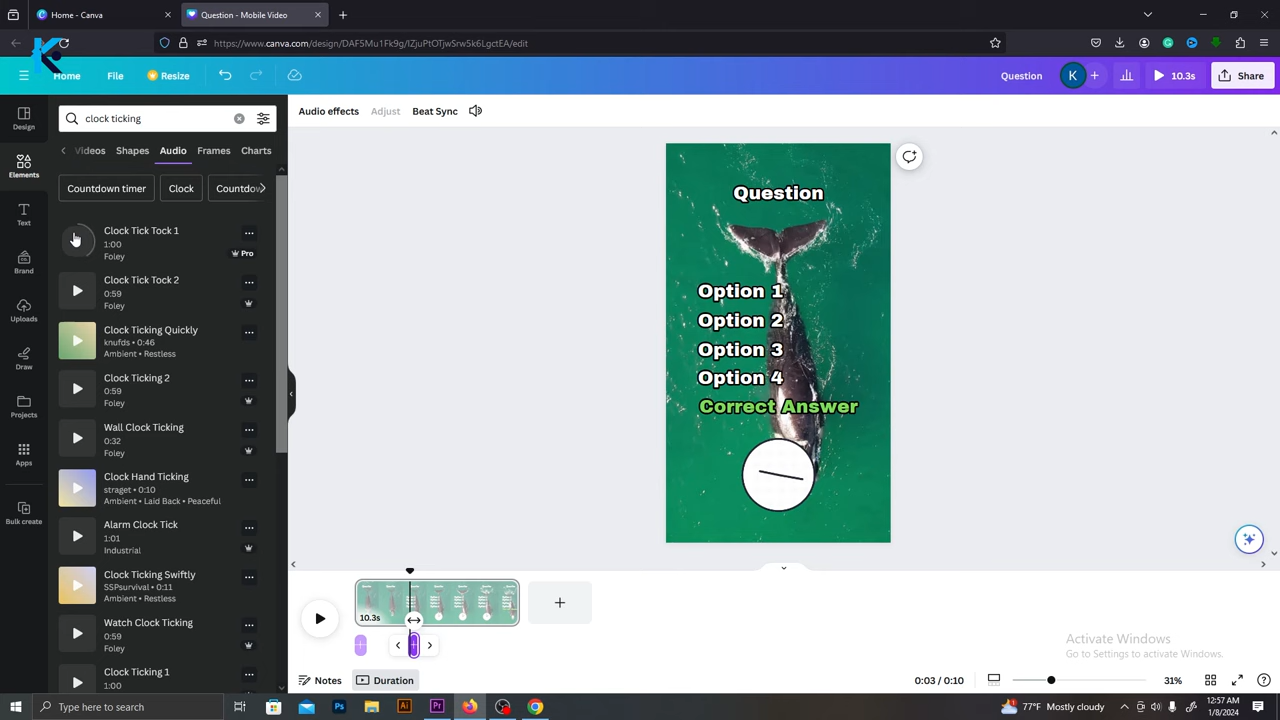 Home - Canva
Question - Mobile Video
https://www.canva.com/design/DAF5Mu1Fk9g/IZjuPtOTjwSrw5k6LgctEA/edit
Home
File
Resize
Question
K
10.3s
Share
Design
Elements
Text
Brand
Uploads
Draw
Projects
Apps
Bulk create
clock ticking
Videos
Shapes
Audio
Frames
Charts
Countdown timer
Clock
Countdow
Clock Tick Tock 1
1:00
Foley
Pro
Clock Tick Tock 2
0:59
Foley
Clock Ticking Quickly
knufds • 0:46
Ambient • Restless
Clock Ticking 2
0:59
Foley
Wall Clock Ticking
0:32
Foley
Clock Hand Ticking
straget • 0:10
Ambient • Laid Back • Peaceful
Alarm Clock Tick
1:01
Industrial
Clock Ticking Swiftly
SSPsurvival • 0:11
Ambient • Restless
Watch Clock Ticking
0:59
Foley
Clock Ticking 1
1:00
Audio effects
Adjust
Beat Sync
Question
Option 1
Option 2
Option 3
Option 4
Correct Answer
10.3s
Activate Windows
Go to Settings to activate Windows.
Notes
Duration
0:03 / 0:10
31%
Type here to search
77°F Mostly cloudy
12:57 AM
1/8/2024